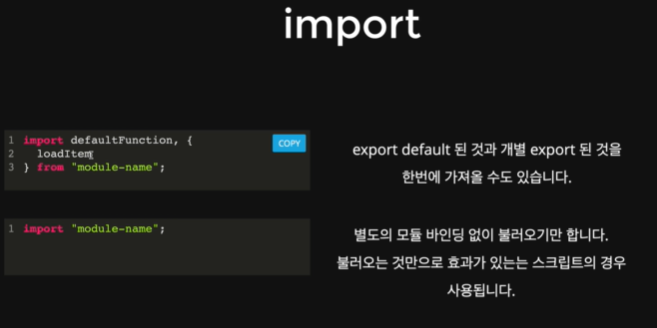 import
1 import defaultFunction, {
2 loadItem
3 } from "module-name";
COPY
export default 된 것과 개별 export 된 것을
한번에 가져올 수도 있습니다.
1 import "module-name";
별도의 모듈 바인딩 없이 불러오기만 합니다.
불러오는 것만으로 효과가 있는는 스크립트의 경우
사용됩니다.